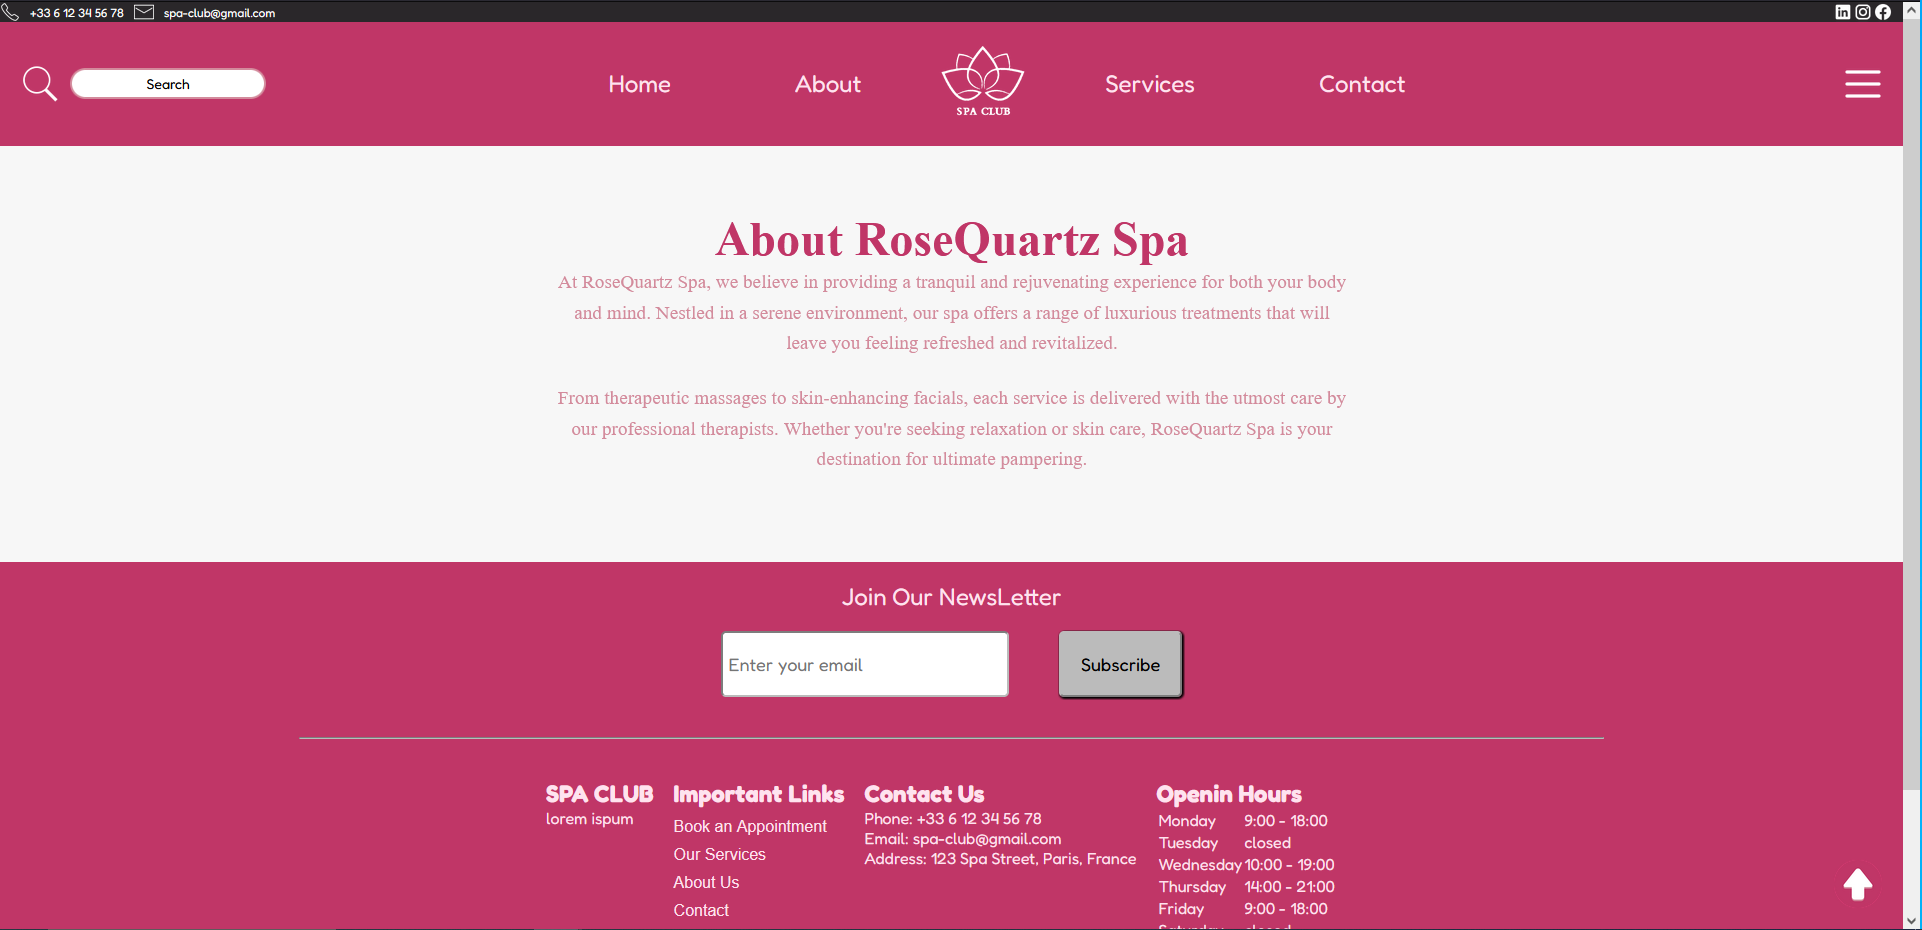 +33 6 12 34 56 78 spa-club@gmail.com
Search
Home
About
SPA CLUB
Services
Contact
About RoseQuartz Spa
At RoseQuartz Spa, we believe in providing a tranquil and rejuvenating experience for both your body
and mind. Nestled in a serene environment, our spa offers a range of luxurious treatments that will
leave you feeling refreshed and revitalized.
From therapeutic massages to skin-enhancing facials, each service is delivered with the utmost care by
our professional therapists. Whether you're seeking relaxation or skin care, RoseQuartz Spa is your
destination for ultimate pampering.
Join Our NewsLetter
Enter your email
Subscribe
SPA CLUB
lorem ispum
Important Links
Book an Appointment
Our Services
About Us
Contact
Contact Us
Phone: +33 6 12 34 56 78
Email: spa-club@gmail.com
Address: 123 Spa Street, Paris, France
Openin Hours
Monday 9:00 - 18:00
Tuesday closed
Wednesday 10:00 - 19:00
Thursday 14:00 - 21:00
Friday 9:00 - 18:00